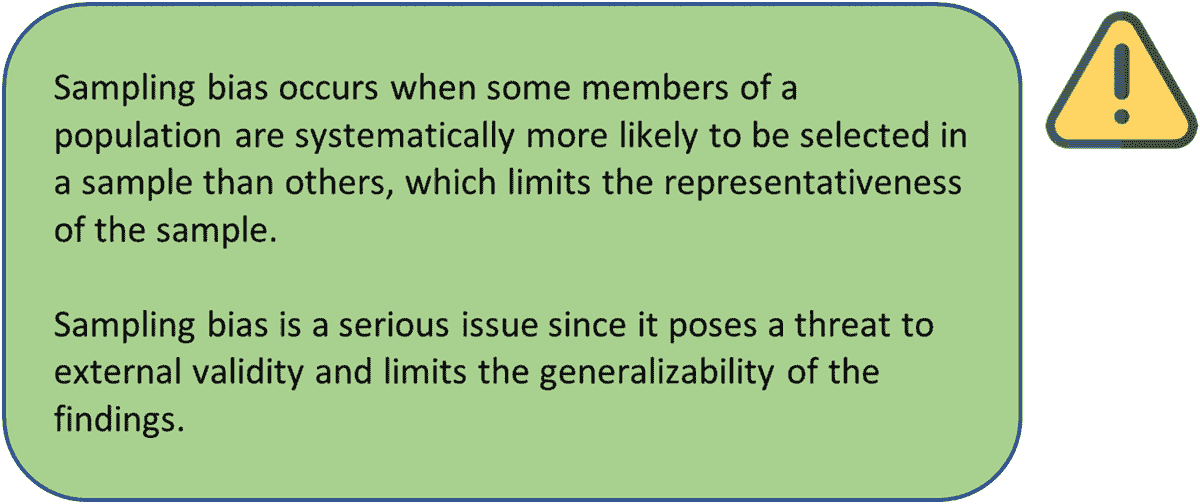 Sampling bias occurs when some members of a
population are systematically more likely to be selected in
a sample than others, which limits the representativeness
of the sample.
Sampling bias is a serious issue since it poses a threat to
external validity and limits the generalizability of the
findings.